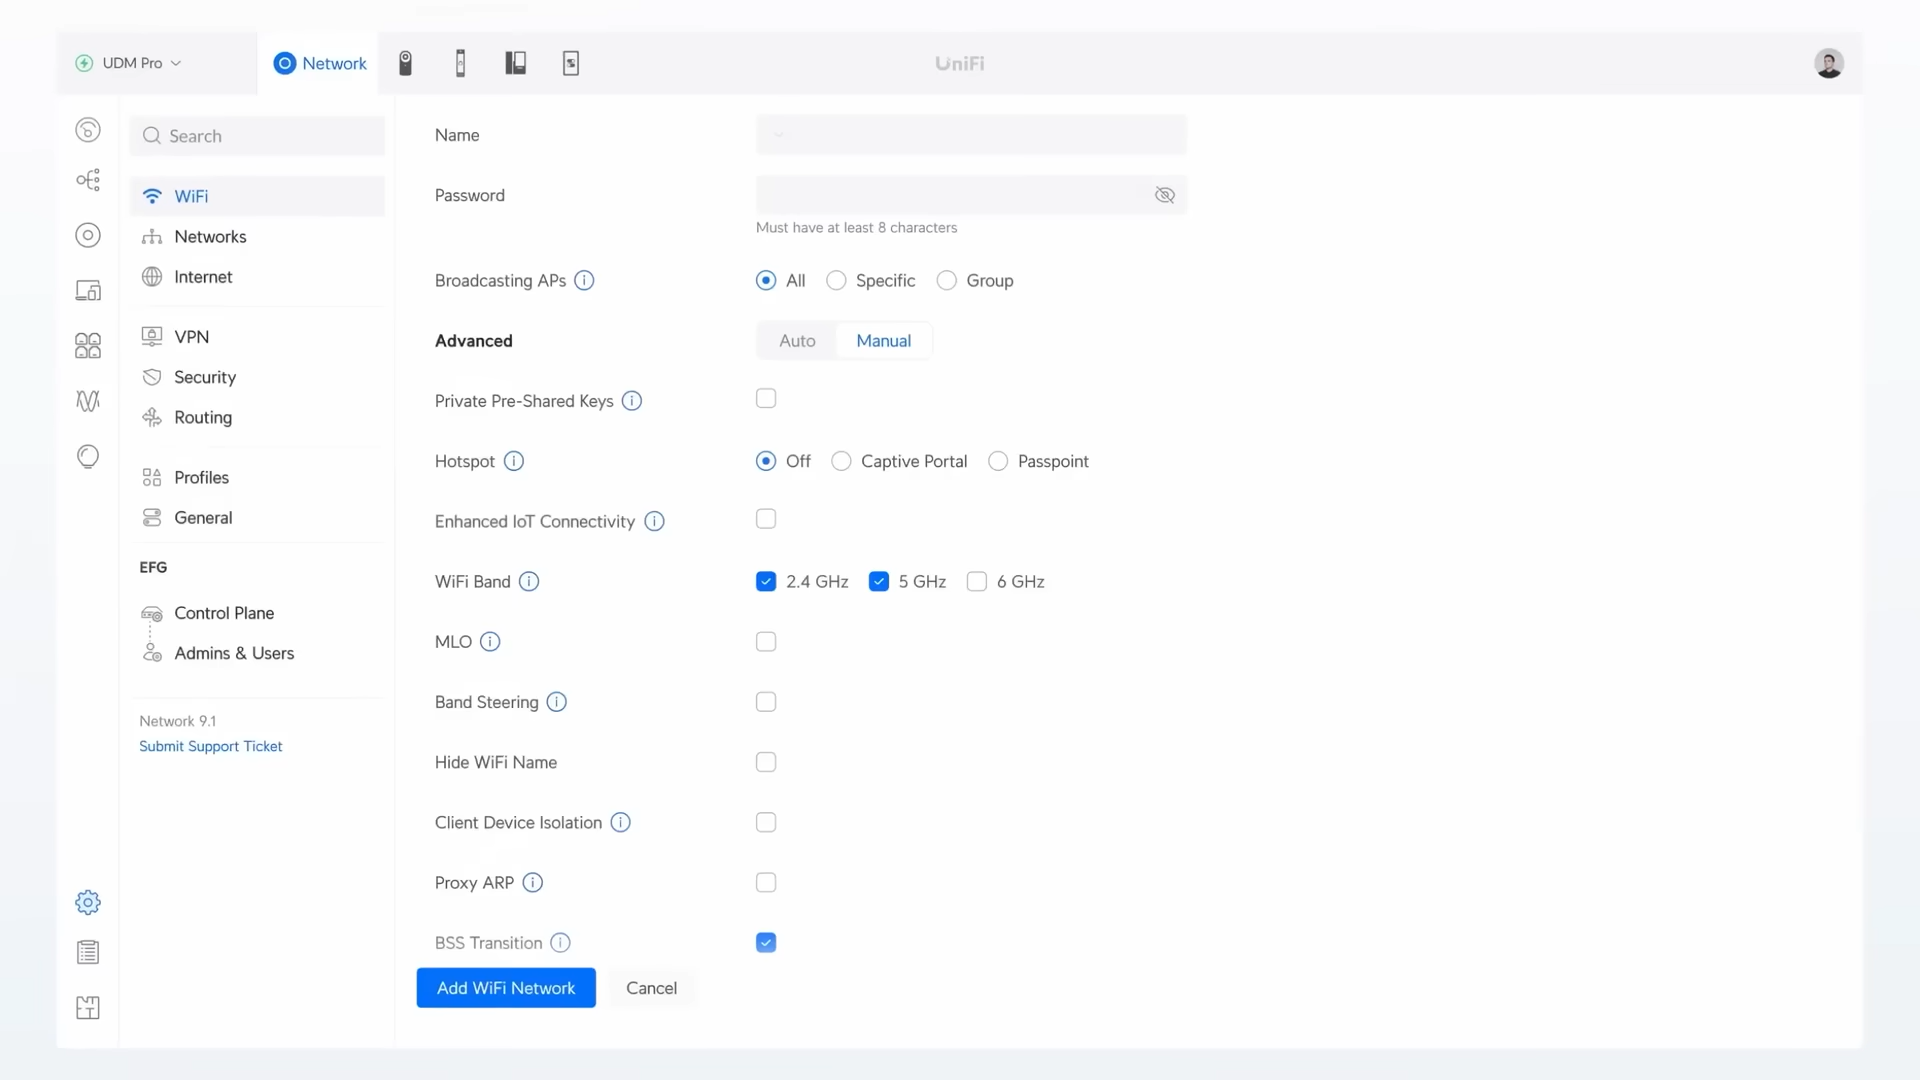 UDM Pro
Network
UniFi
Search
WiFi
Networks
Internet
VPN
Security
Routing
Profiles
General
EFG
Control Plane
Admins & Users
Network 9.1
Submit Support Ticket
Name
Password
Must have at least 8 characters
Broadcasting APs All Specific Group
Advanced Auto Manual
Private Pre-Shared Keys
Hotspot Off Captive Portal Passpoint
Enhanced IoT Connectivity
WiFi Band 2.4 GHz 5 GHz 6 GHz
MLO
Band Steering
Hide WiFi Name
Client Device Isolation
Proxy ARP
BSS Transition
Add WiFi Network Cancel